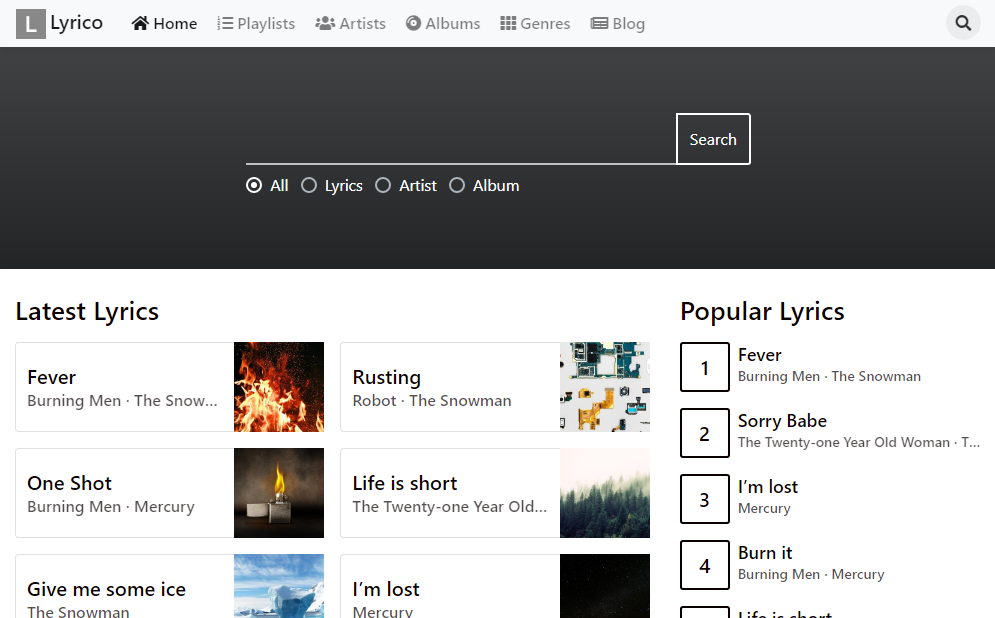 L Lyrico Home Playlists Artists Albums Genres Blog
Search
All Lyrics Artist Album
Latest Lyrics
Fever
Burning Men · The Snow...
Rusting
Robot · The Snowman
One Shot
Burning Men · Mercury
Life is short
The Twenty-one Year Old...
Give me some ice
The Snowman
I’m lost
Mercury
Popular Lyrics
1
Fever
Burning Men · The Snowman
2
Sorry Babe
The Twenty-one Year Old Woman · T...
3
I’m lost
Mercury
4
Burn it
Burning Men · Mercury
Life is short